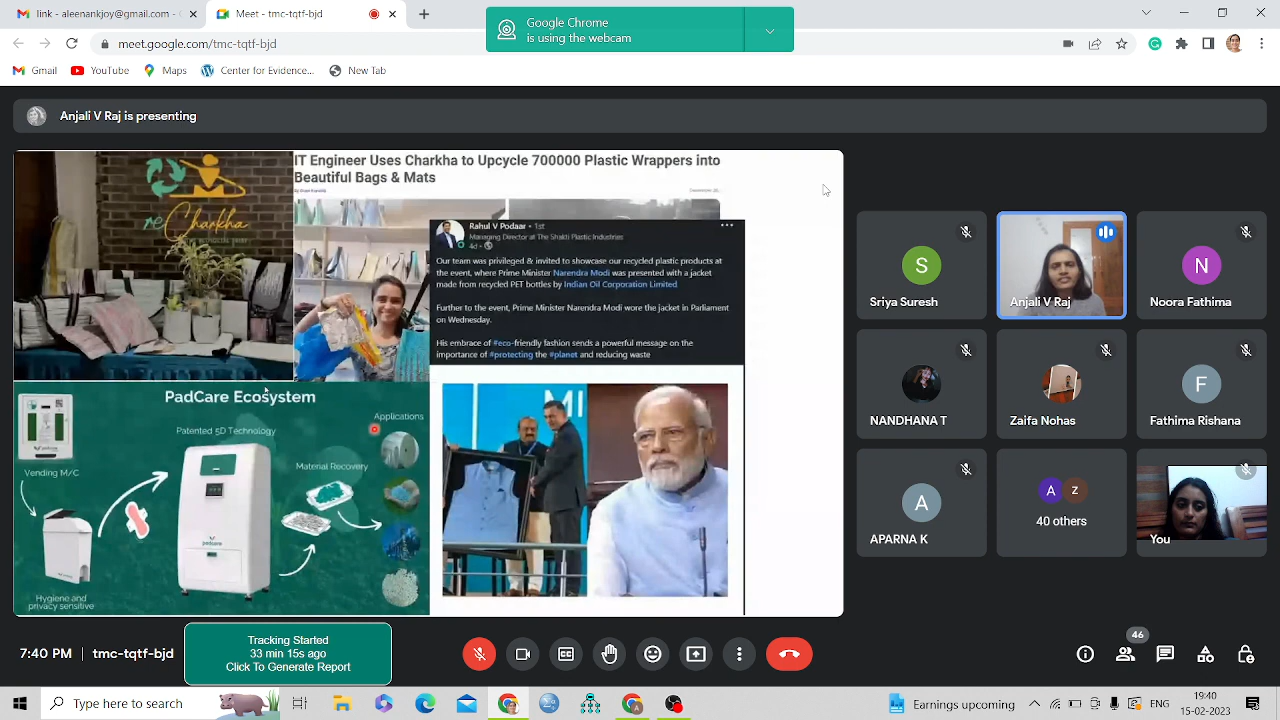 Ink - anjalienvr@gmail.com - Gm
Meet - tmc-tqtf-bjd
Google Chrome
is using the webcam
meet.google.com/tmc-tqtf-bjd
Gmail
YouTube
Maps
Center for Eventive...
New Tab
Anjali V Raj is presenting
reCharkha
IT Engineer Uses Charkha to Upcycle 700000 Plastic Wrappers into
Beautiful Bags & Mats
Rahul V Podaar • 1st
Managing Director at The Shakti Plastic Industries
4d •
Our team was privileged & invited to showcase our recycled plastic products at
the event, where Prime Minister Narendra Modi was presented with a jacket
made from recycled PET bottles by Indian Oil Corporation Limited
Further to the event, Prime Minister Narendra Modi wore the jacket in Parliament
on Wednesday.
His embrace of #eco-friendly fashion sends a powerful message on the
importance of #protecting the #planet and reducing waste
PadCare Ecosystem
Applications
Patented 5D Technology
Material Recovery
Vending M/C
padcare
Hygiene and
privacy sensitive
MI
S
Sriya Suresh
Anjali V Raj
N
Noora Fathima
NANDHANA T
Zaifa Nohas
F
Fathima Rishana
A
APARNA K
A Z
40 others
You
7:40 PM
tmc-tqtf-bjd
Tracking Started
33 min 15s ago
Click To Generate Report
46
Type here to search
Earnings upcoming
19:40
15-02-2023